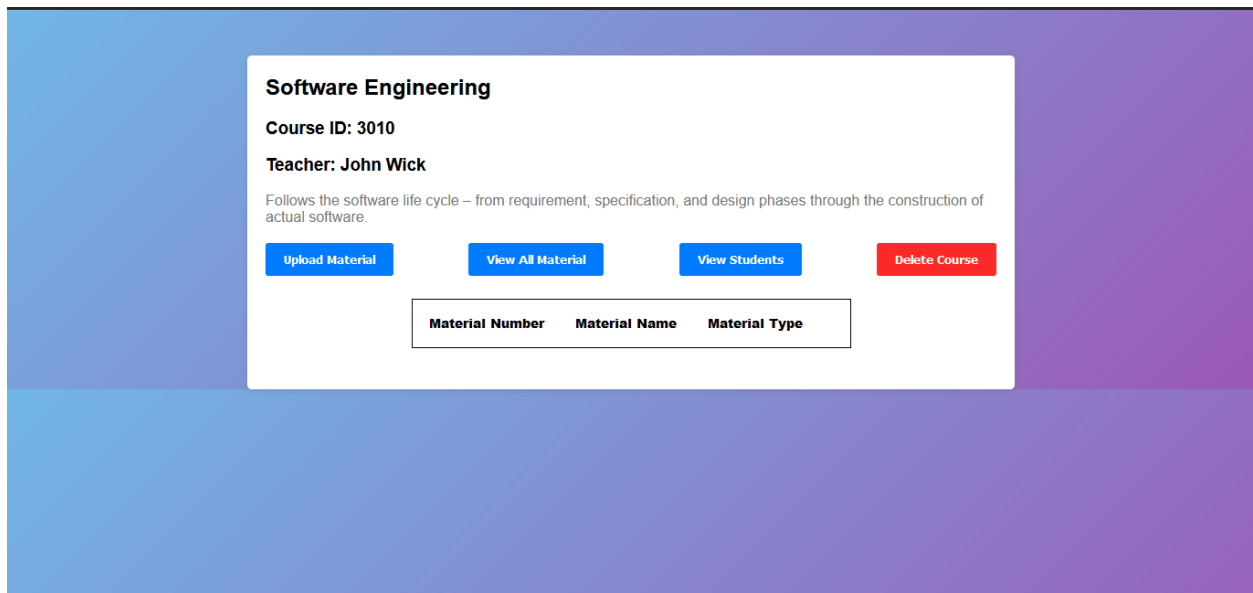 Software Engineering
Course ID: 3010
Teacher: John Wick
Follows the software life cycle – from requirement, specification, and design phases through the construction of
actual software.
Upload Material View All Material View Students Delete Course
Material Number Material Name Material Type